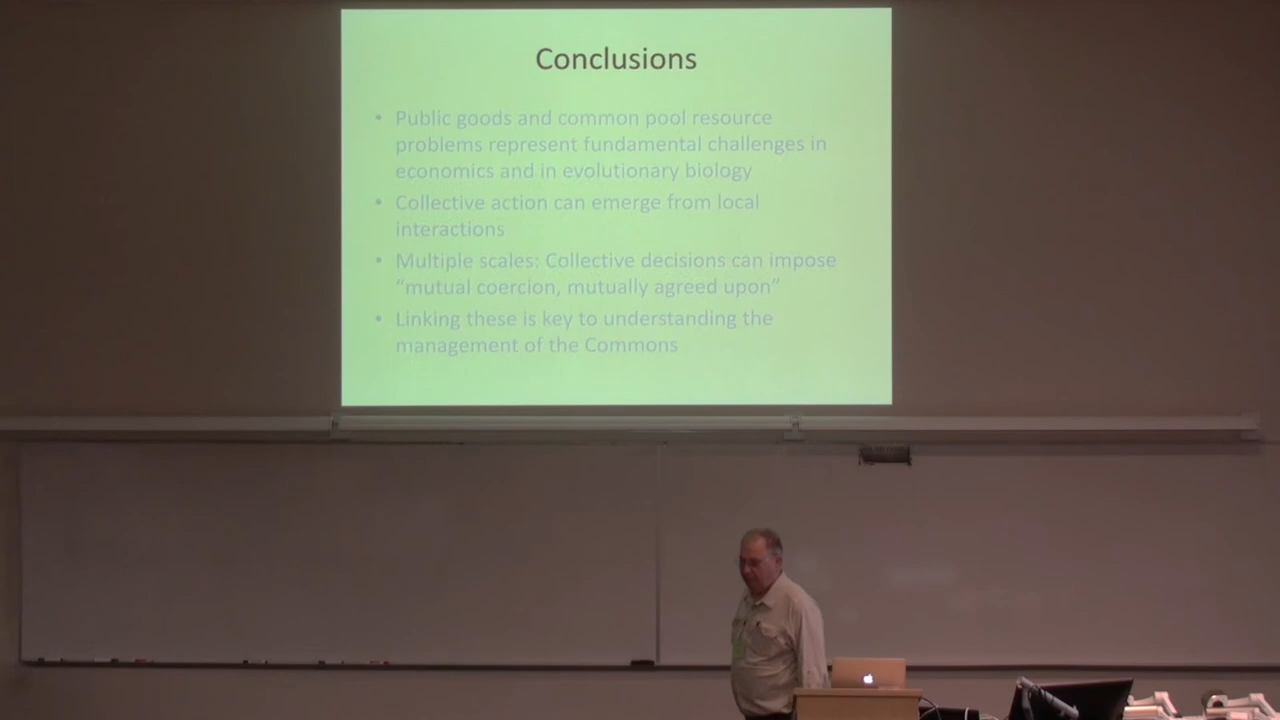 Conclusions
• Public goods and common pool resource
problems represent fundamental challenges in
economics and in evolutionary biology
• Collective action can emerge from local
interactions
• Multiple scales: Collective decisions can impose
“mutual coercion, mutually agreed upon”
• Linking these is key to understanding the
management of the Commons